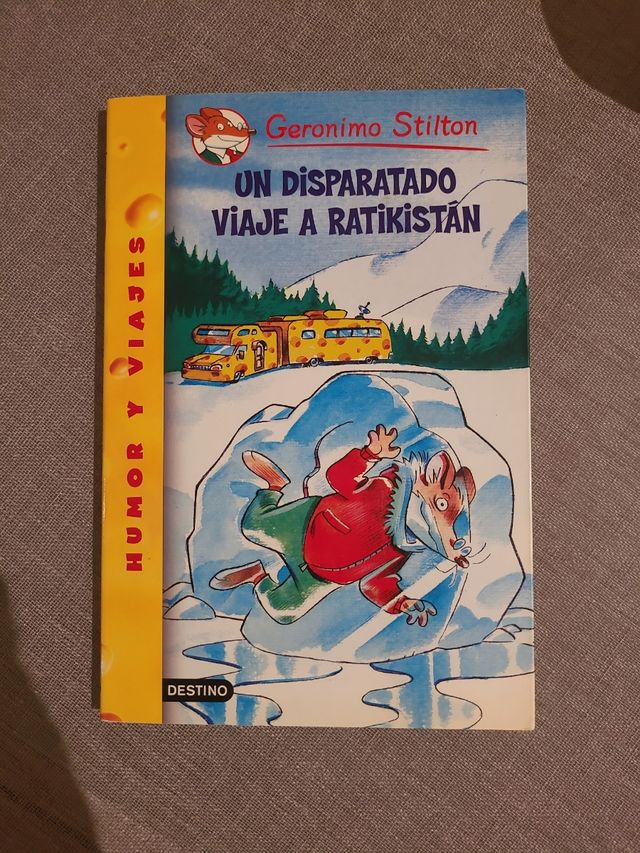 Geronimo Stilton
UN DISPARATADO
VIAJE A RATIKISTÁN
HUMOR Y VIAJES
DESTINO